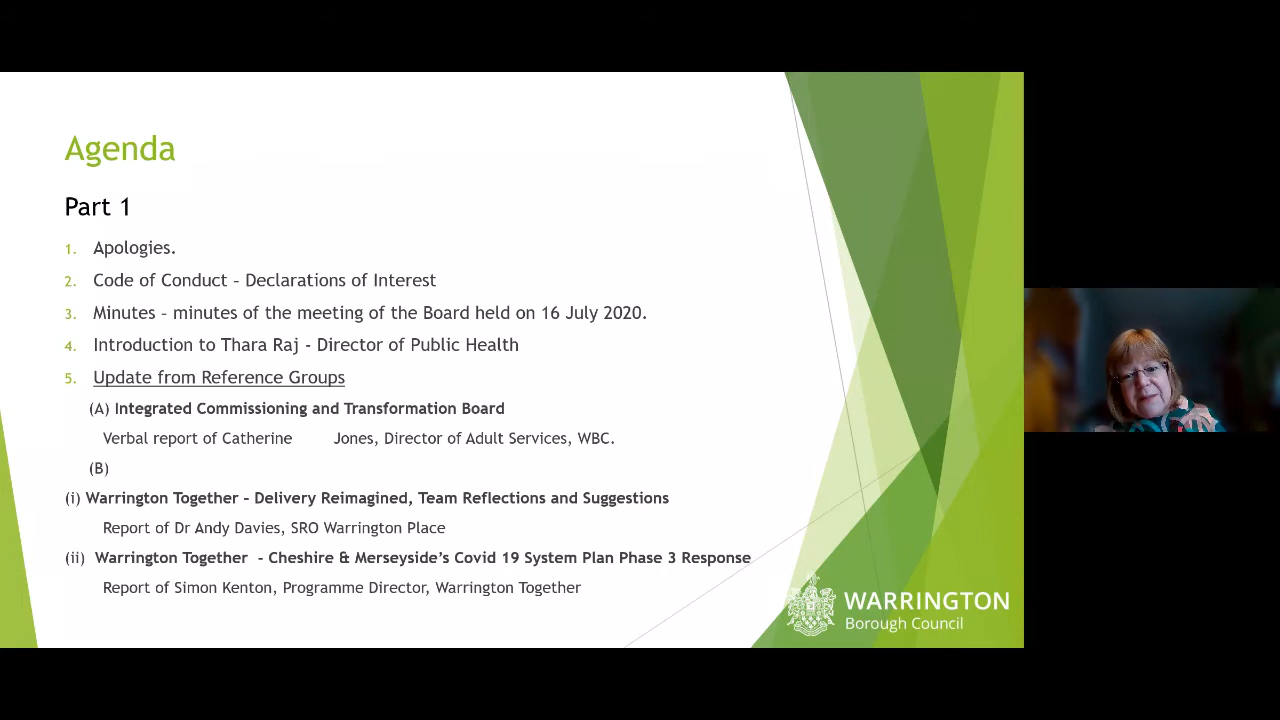 Agenda
Part 1
1. Apologies.
2. Code of Conduct – Declarations of Interest
3. Minutes – minutes of the meeting of the Board held on 16 July 2020.
4. Introduction to Thara Raj - Director of Public Health
5. Update from Reference Groups
(A) Integrated Commissioning and Transformation Board
Verbal report of Catherine Jones, Director of Adult Services, WBC.
(B)
(i) Warrington Together – Delivery Reimagined, Team Reflections and Suggestions
Report of Dr Andy Davies, SRO Warrington Place
(ii) Warrington Together – Cheshire & Merseyside’s Covid 19 System Plan Phase 3 Response
Report of Simon Kenton, Programme Director, Warrington Together
WARRINGTON
Borough Council